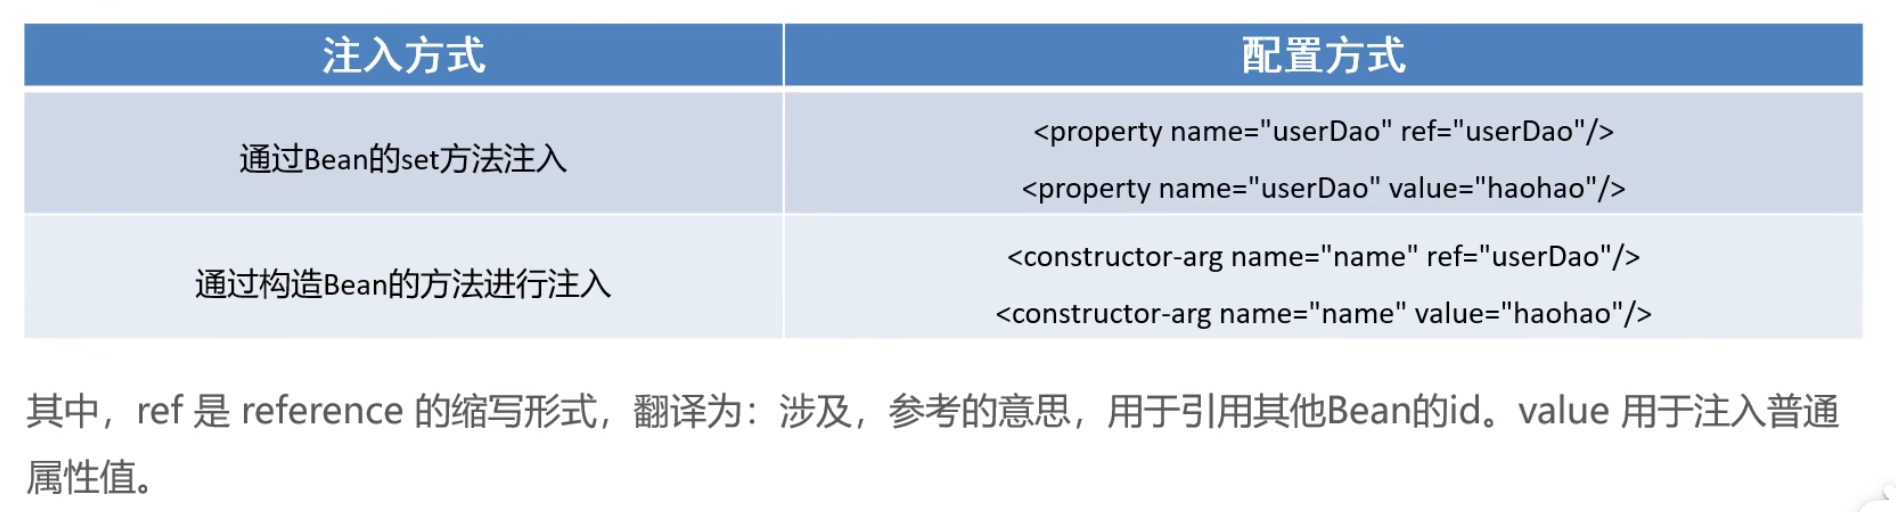 注入方式
配置方式
通过Bean的set方法注入
<property name="userDao" ref="userDao"/>
<property name="userDao" value="haohao"/>
通过构造Bean的方法进行注入
<constructor-arg name="name" ref="userDao"/>
<constructor-arg name="name" value="haohao"/>
其中，ref 是 reference 的缩写形式，翻译为：涉及，参考的意思，用于引用其他Bean的id。value 用于注入普通
属性值。